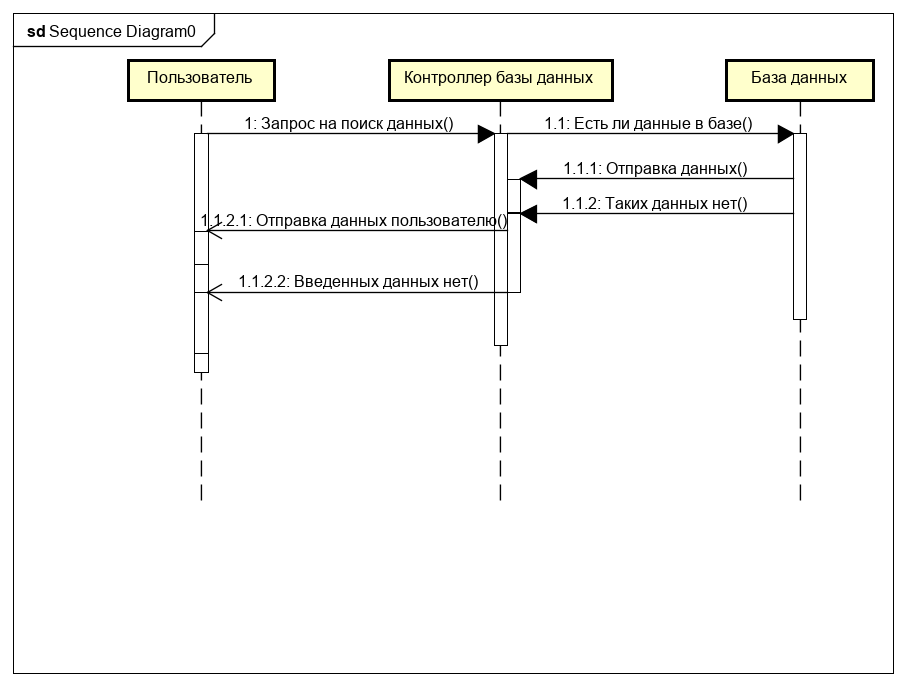 sd Sequence Diagram0
Пользователь
Контроллер базы данных
База данных
1: Запрос на поиск данных()
1.1: Есть ли данные в базе()
1.1.1: Отправка данных()
1.1.2: Таких данных нет()
1.1.2.1: Отправка данных пользователю()
1.1.2.2: Введенных данных нет()